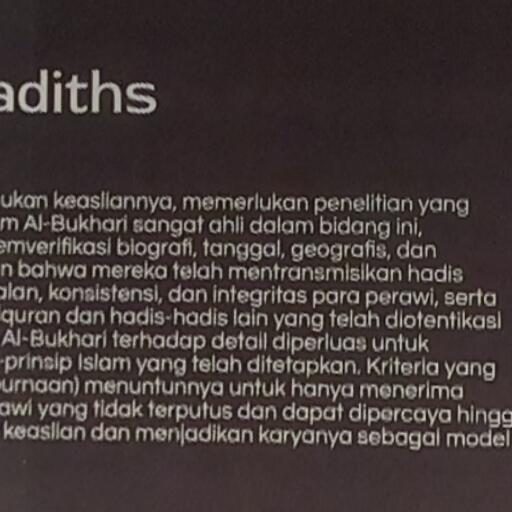 adiths
ukan keasliannya, memerlukan penelitian yang
m Al-Bukhari sangat ahli dalam bidang ini,
emverifikasi biografi, tanggal, geografis, dan
n bahwa mereka telah mentransmisikan hadis
alan, konsistensi, dan integritas para perawi, serta
lquran dan hadis-hadis lain yang telah diotentikasi
Al-Bukhari terhadap detail diperluas untuk
-prinsip Islam yang telah ditetapkan. Kriteria yang
purnaan) menuntunnya untuk hanya menerima
awi yang tidak terputus dan dapat dipercaya hingg
keaslian dan menjadikan karyanya sebagai model